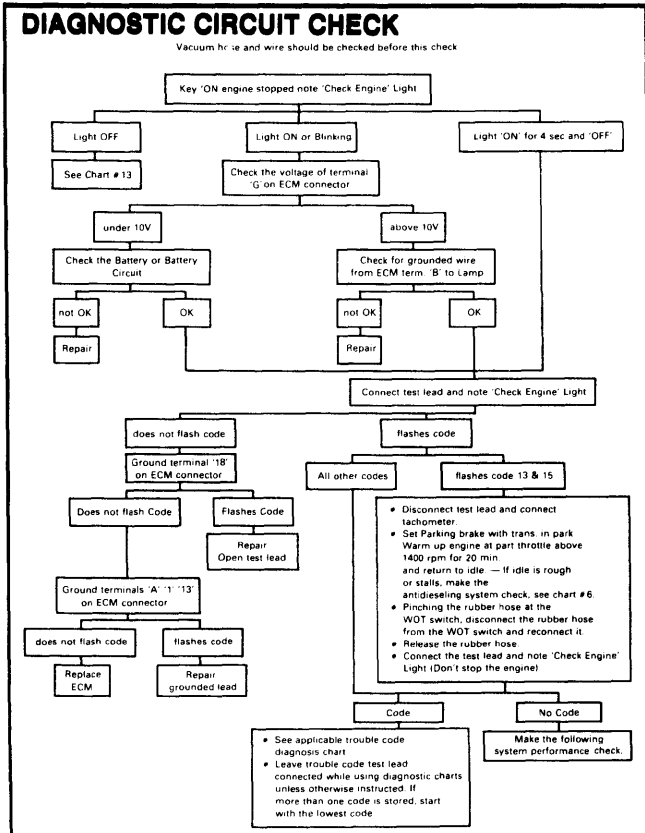 DIAGNOSTIC CIRCUIT CHECK
Vacuum hose and wire should be checked before this check
Key 'ON engine stopped note 'Check Engine' Light
Light OFF
Light ON or Blinking
Light 'ON' for 4 sec and 'OFF'
See Chart # 13
Check the voltage of terminal
'G' on ECM connector
under 10V
above 10V
Check the Battery or Battery
Circuit
Check for grounded wire
from ECM term. 'B' to Lamp
not OK
OK
not OK
OK
Repair
Repair
Connect test lead and note 'Check Engine' Light
does not flash code
flashes code
Ground terminal '18'
on ECM connector
All other codes
flashes code 13 & 15
Does not flash Code
Flashes Code
Repair
Open test lead
• Disconnect test lead and connect
tachometer.
• Set Parking brake with trans. in park
Warm up engine at part throttle above
1400 rpm for 20 min.
and return to idle. — If idle is rough
or stalls, make the
antidieseling system check, see chart #6.
• Pinching the rubber hose at the
WOT switch, disconnect the rubber hose
from the WOT switch and reconnect it.
• Release the rubber hose.
• Connect the test lead and note 'Check Engine'
Light (Don't stop the engine)
Ground terminals 'A' '1' '13'
on ECM connector
does not flash code
flashes code
Replace
ECM
Repair
grounded lead
Code
No Code
• See applicable trouble code
diagnosis chart
• Leave trouble code test lead
connected while using diagnostic charts
unless otherwise instructed. If
more than one code is stored, start
with the lowest code
Make the following
system performance check.